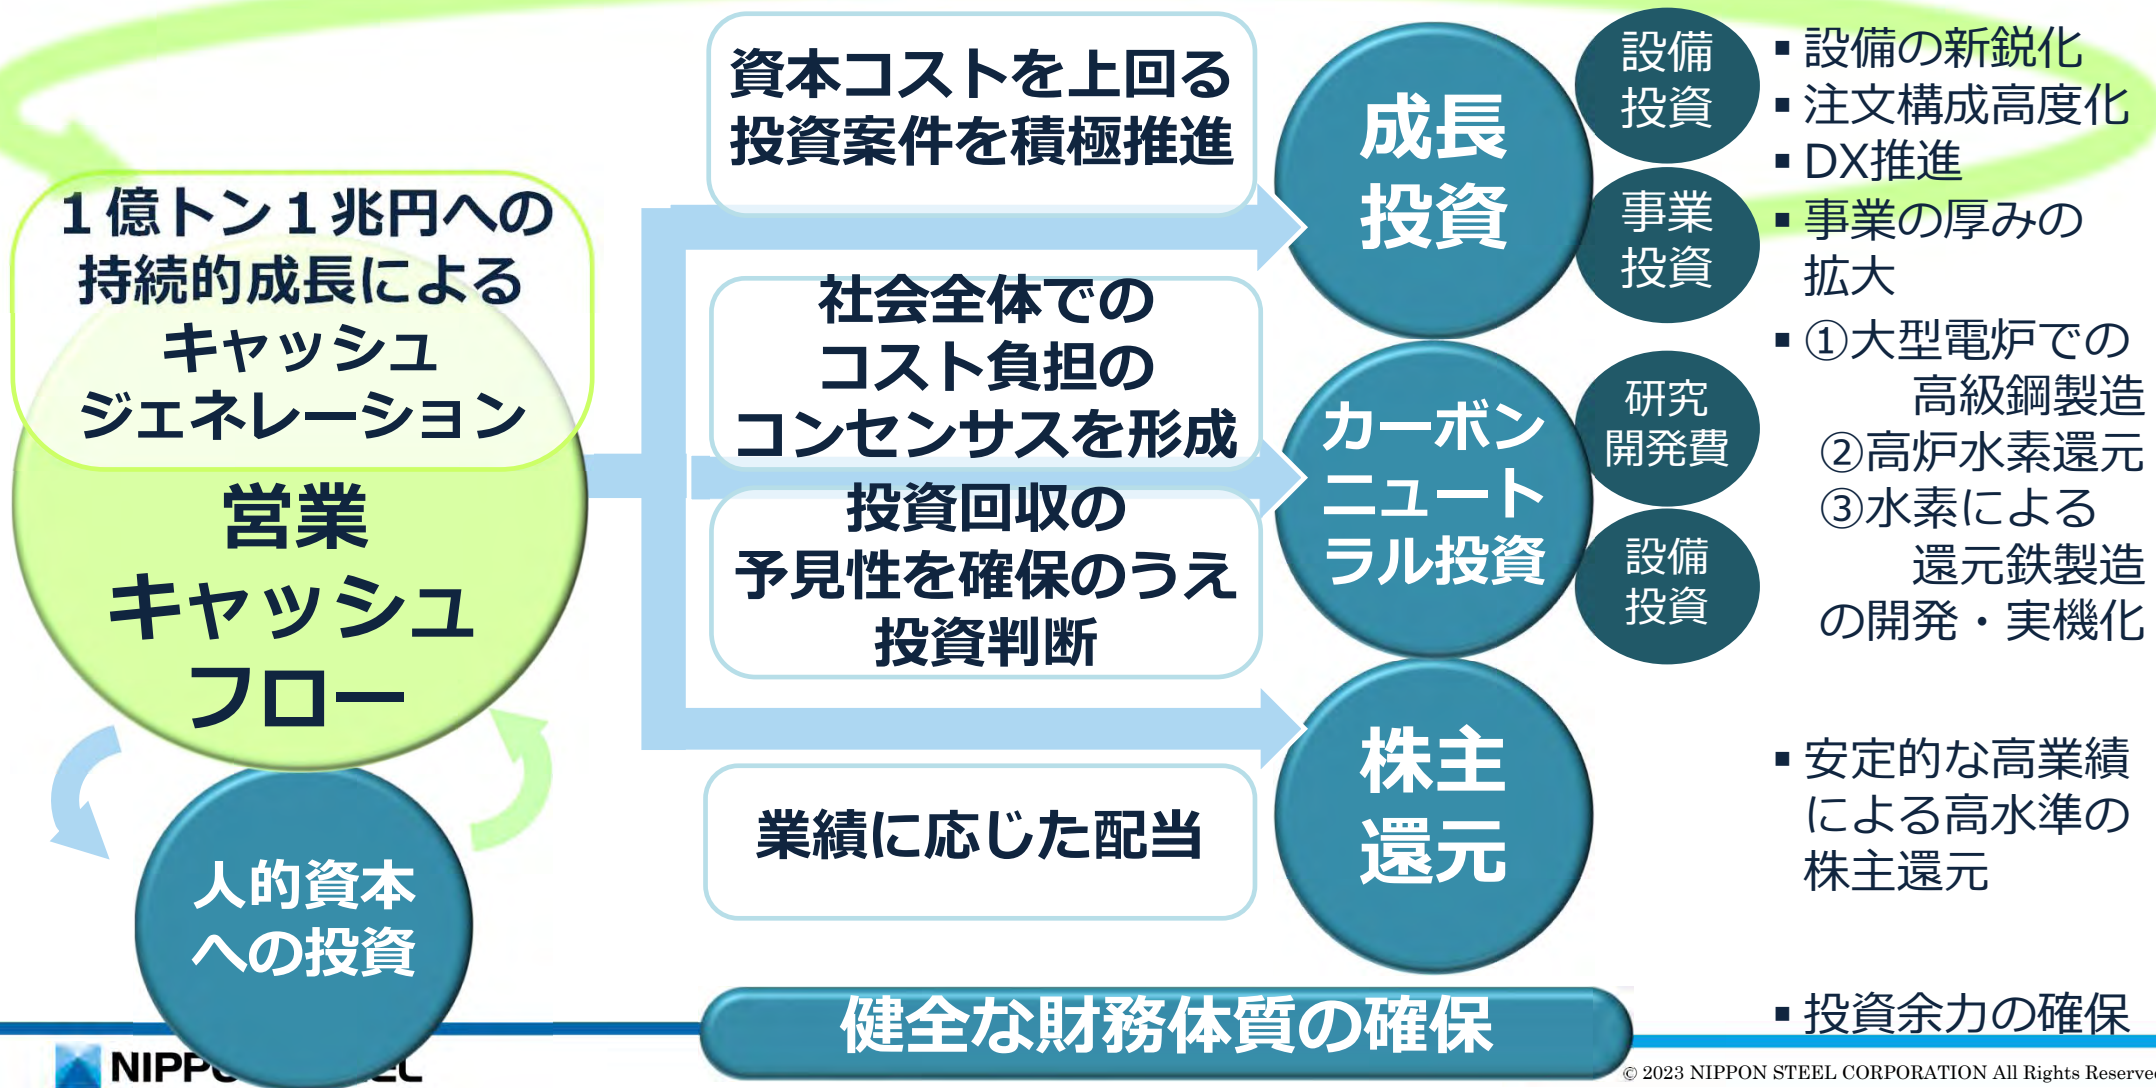 1億トン1兆円への
持続的成長による
キャッシュ
ジェネレーション
営業
キャッシュ
フロー
人的資本
への投資
資本コストを上回る
投資案件を積極推進
社会全体での
コスト負担の
コンセンサスを形成
投資回収の
予見性を確保のうえ
投資判断
業績に応じた配当
成長
投資
設備
投資
事業
投資
カーボン
ニュート
ラル投資
研究
開発費
設備
投資
株主
還元
▪設備の新鋭化
▪注文構成高度化
▪DX推進
▪事業の厚みの
拡大
▪①大型電炉での
高級鋼製造
②高炉水素還元
③水素による
還元鉄製造
の開発・実機化
▪安定的な高業績
による高水準の
株主還元
▪投資余力の確保
健全な財務体質の確保
© 2023 NIPPON STEEL CORPORATION All Rights Reserve